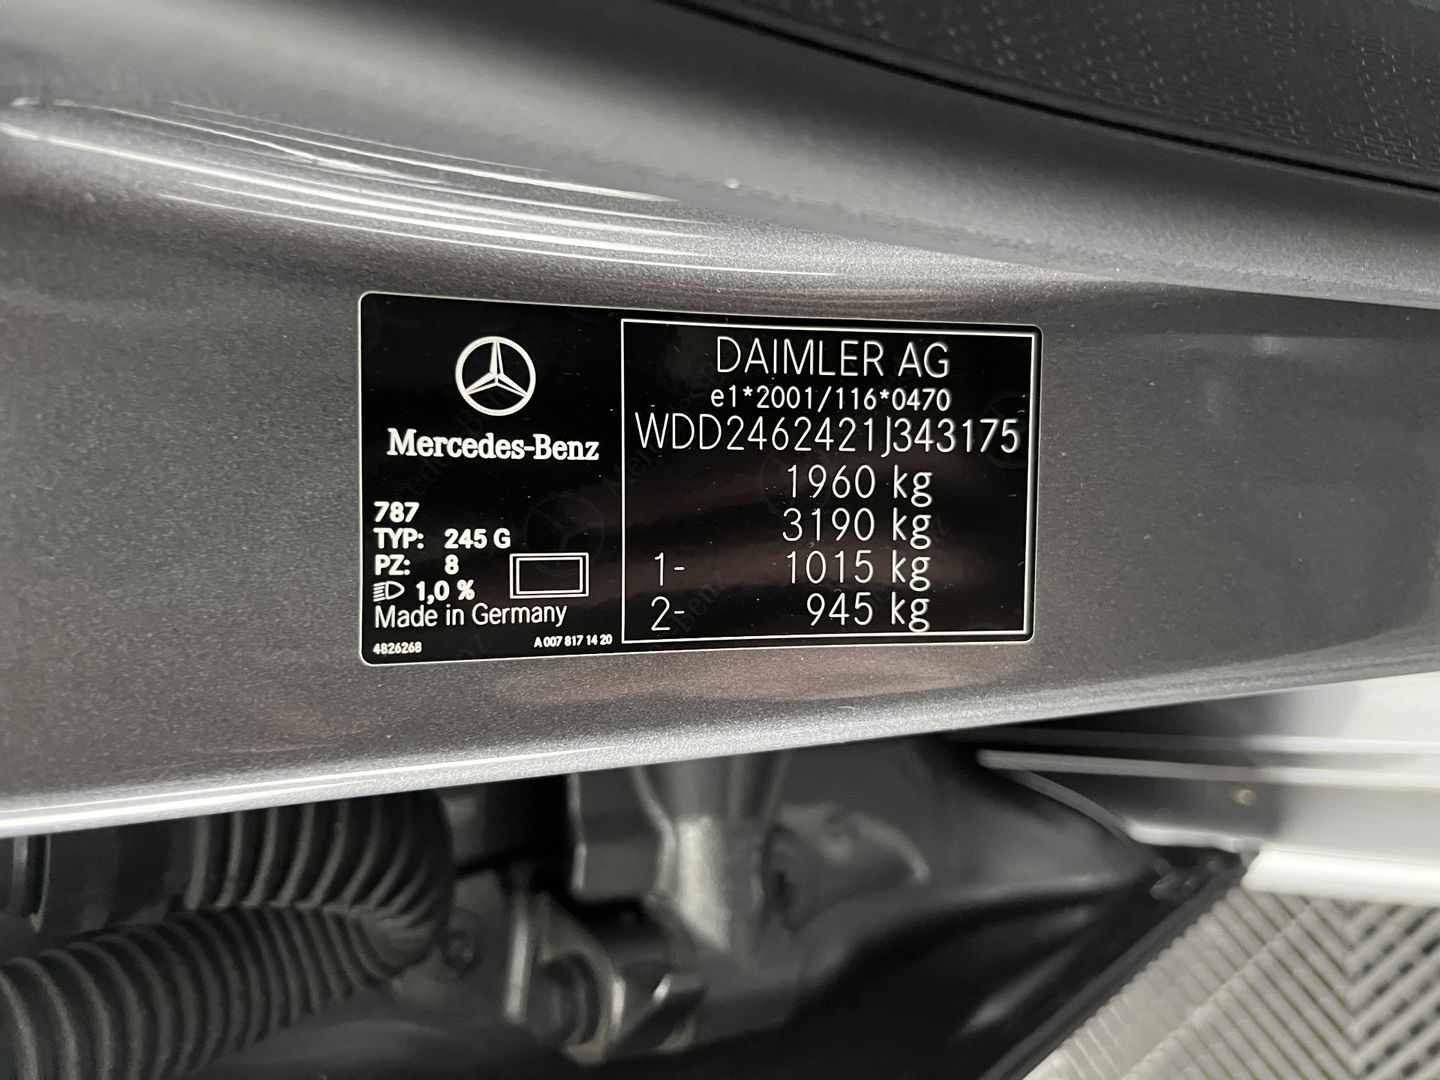 Mercedes-Benz
787
TYP: 245 G
PZ: 8
1,0 %
Made in Germany
4826268
A 007 817 14 20
DAIMLER AG
e1*2001/116*0470
WDD2462421J343175
1960 kg
3190 kg
1- 1015 kg
2- 945 kg